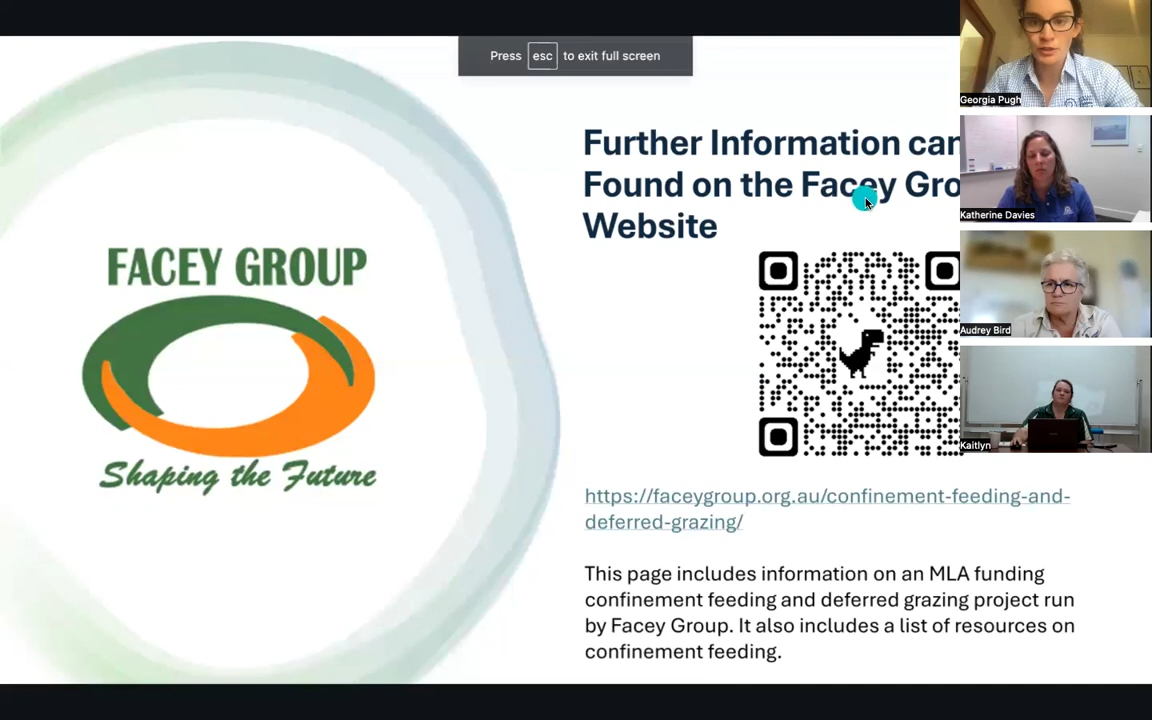 Press esc to exit full screen
Further Information can
Found on the Facey Gro
Website
FACEY GROUP
Shaping the Future
https://faceygroup.org.au/confinement-feeding-and-
deferred-grazing/
This page includes information on an MLA funding
confinement feeding and deferred grazing project run
by Facey Group. It also includes a list of resources on
confinement feeding.
Georgia Pugh
Katherine Davies
Audrey Bird
Kaitlyn